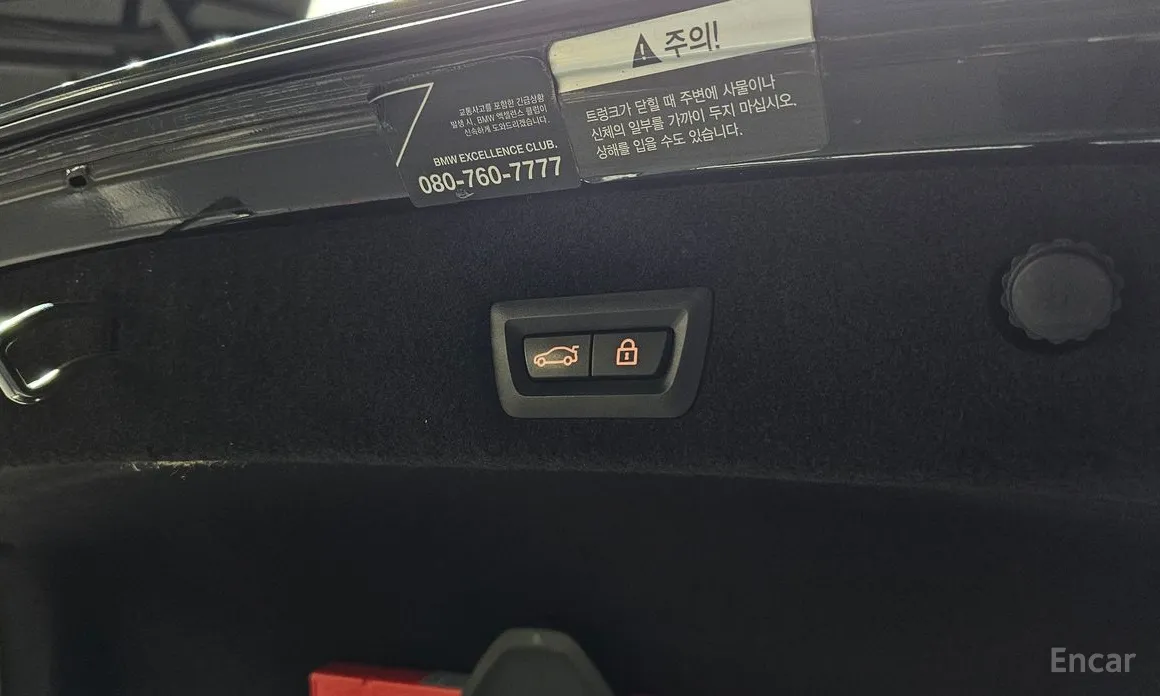 교통사고를 포함한 긴급상황
발생 시, BMW 엑셀런스 클럽이
신속하게 도와드리겠습니다.
BMW EXCELLENCE CLUB.
080-760-7777
주의!
트렁크가 닫힐 때 주변에 사물이나
신체의 일부를 가까이 두지 마십시오.
상해를 입을 수도 있습니다.
Encar